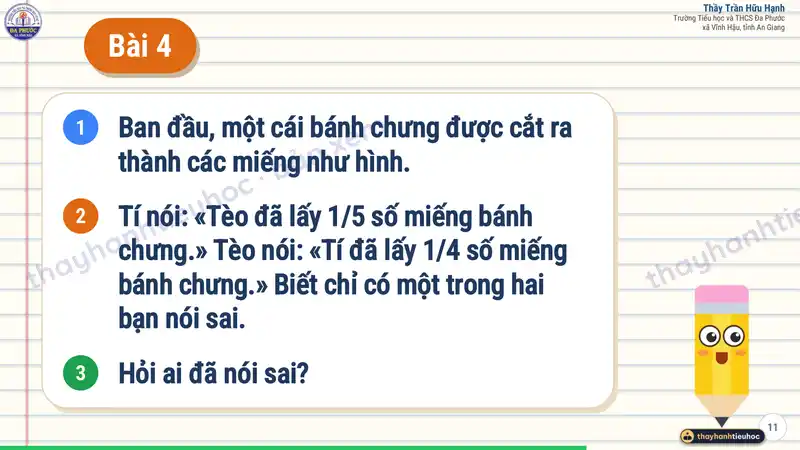 Thầy Trần Hữu Hạnh
Trường Tiểu học và THCS Đa Phước
xã Vĩnh Hậu, tỉnh An Giang
ĐA PHƯỚC
Bài 4
1
Ban đầu, một cái bánh chưng được cắt ra
thành các miếng như hình.
2
Tí nói: «Tèo đã lấy 1/5 số miếng bánh
chưng.» Tèo nói: «Tí đã lấy 1/4 số miếng
bánh chưng.» Biết chỉ có một trong hai
bạn nói sai.
3
Hỏi ai đã nói sai?
thayhanhtieuhoc
11